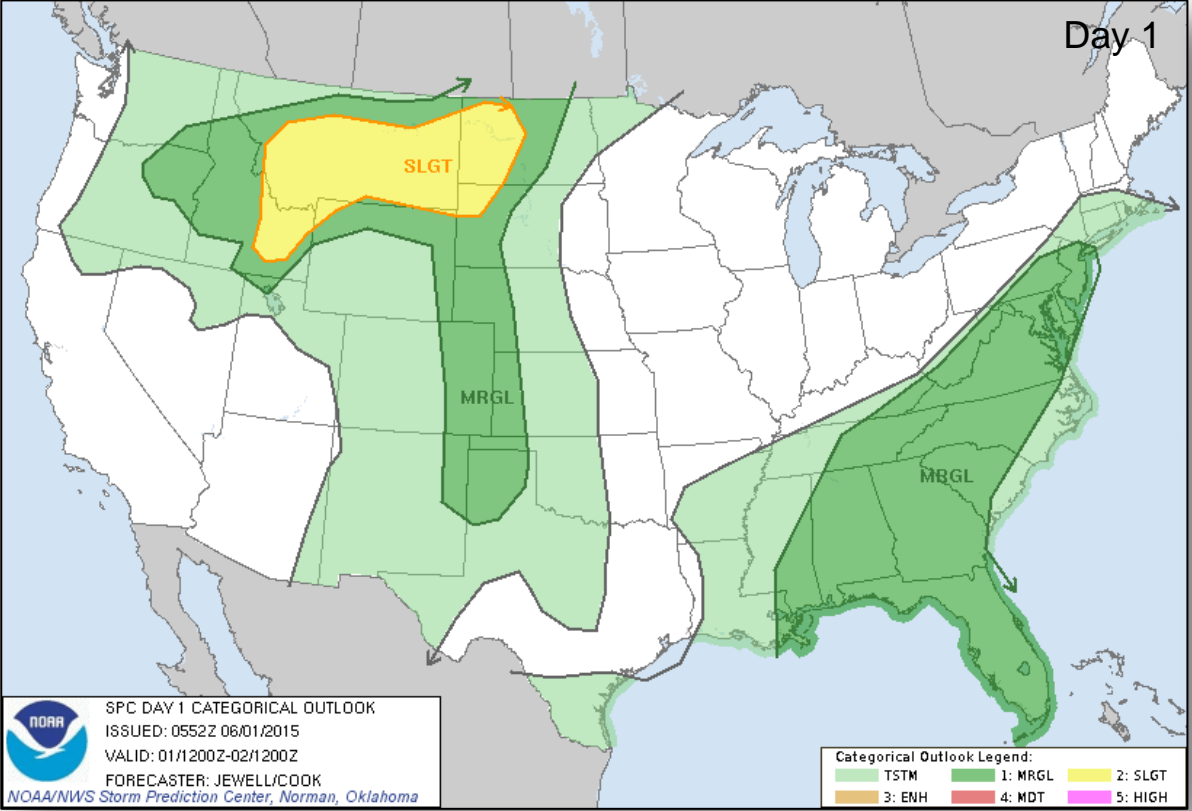 Day 1
SLGT
MRGL
MRGL
NOAA
SPC DAY 1 CATEGORICAL OUTLOOK
ISSUED: 0552Z 06/01/2015
VALID: 01/1200Z-02/1200Z
FORECASTER: JEWELL/COOK
NOAA/NWS Storm Prediction Center, Norman, Oklahoma
Categorical Outlook Legend:
TSTM 1: MRGL 2: SLGT
3: ENH 4: MDT 5: HIGH